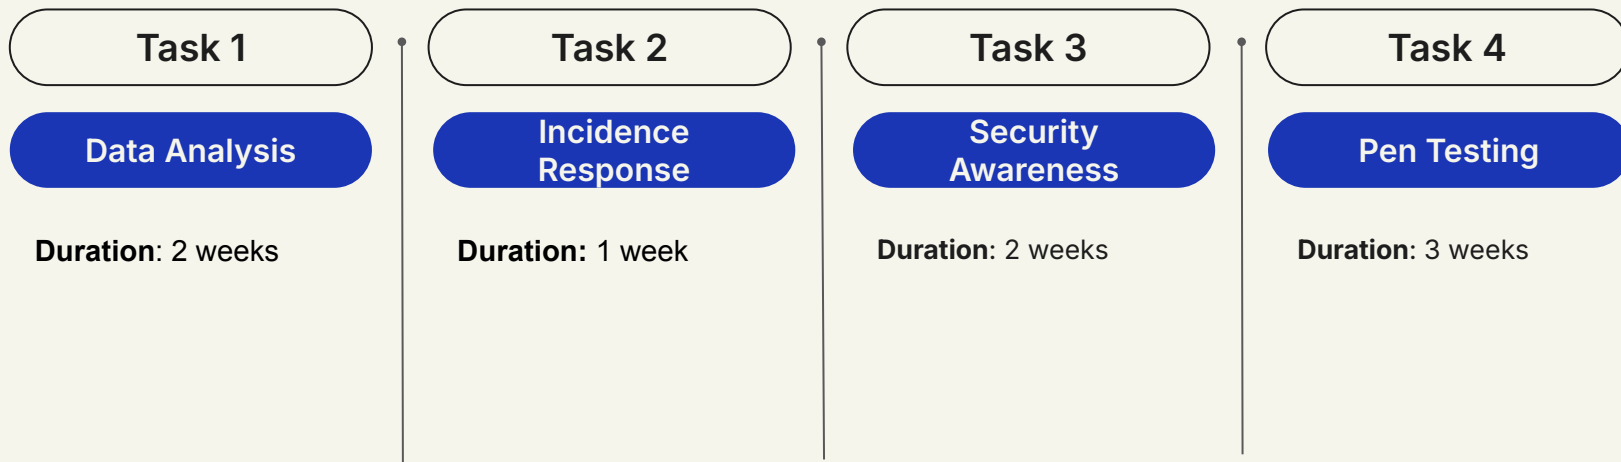 Task 1
Data Analysis
Duration: 2 weeks
Task 2
Incidence
Response
Duration: 1 week
Task 3
Security
Awareness
Duration: 2 weeks
Task 4
Pen Testing
Duration: 3 weeks